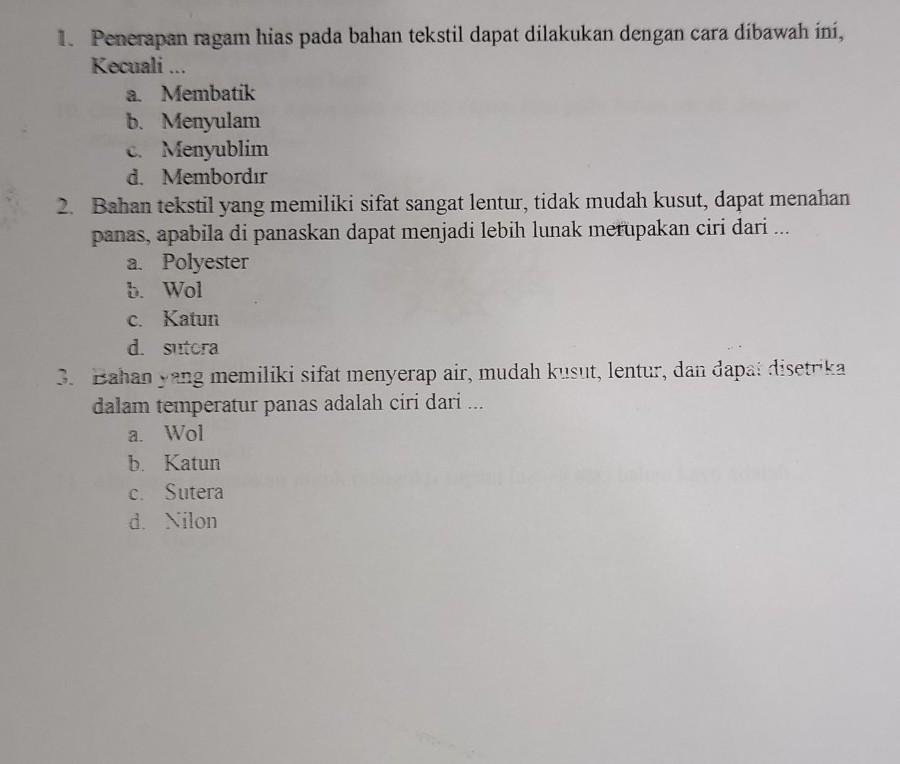 1. Penerapan ragam hias pada bahan tekstil dapat dilakukan dengan cara dibawah ini,
Kecuali ...
a. Membatik
b. Menyulam
c. Menyublim
d. Membordir
2. Bahan tekstil yang memiliki sifat sangat lentur, tidak mudah kusut, dapat menahan
panas, apabila di panaskan dapat menjadi lebih lunak merupakan ciri dari ...
a. Polyester
b. Wol
c. Katun
d. sutera
3. Bahan yang memiliki sifat menyerap air, mudah kusut, lentur, dan dapat disetrika
dalam temperatur panas adalah ciri dari ...
a. Wol
b. Katun
c. Sutera
d. Nilon